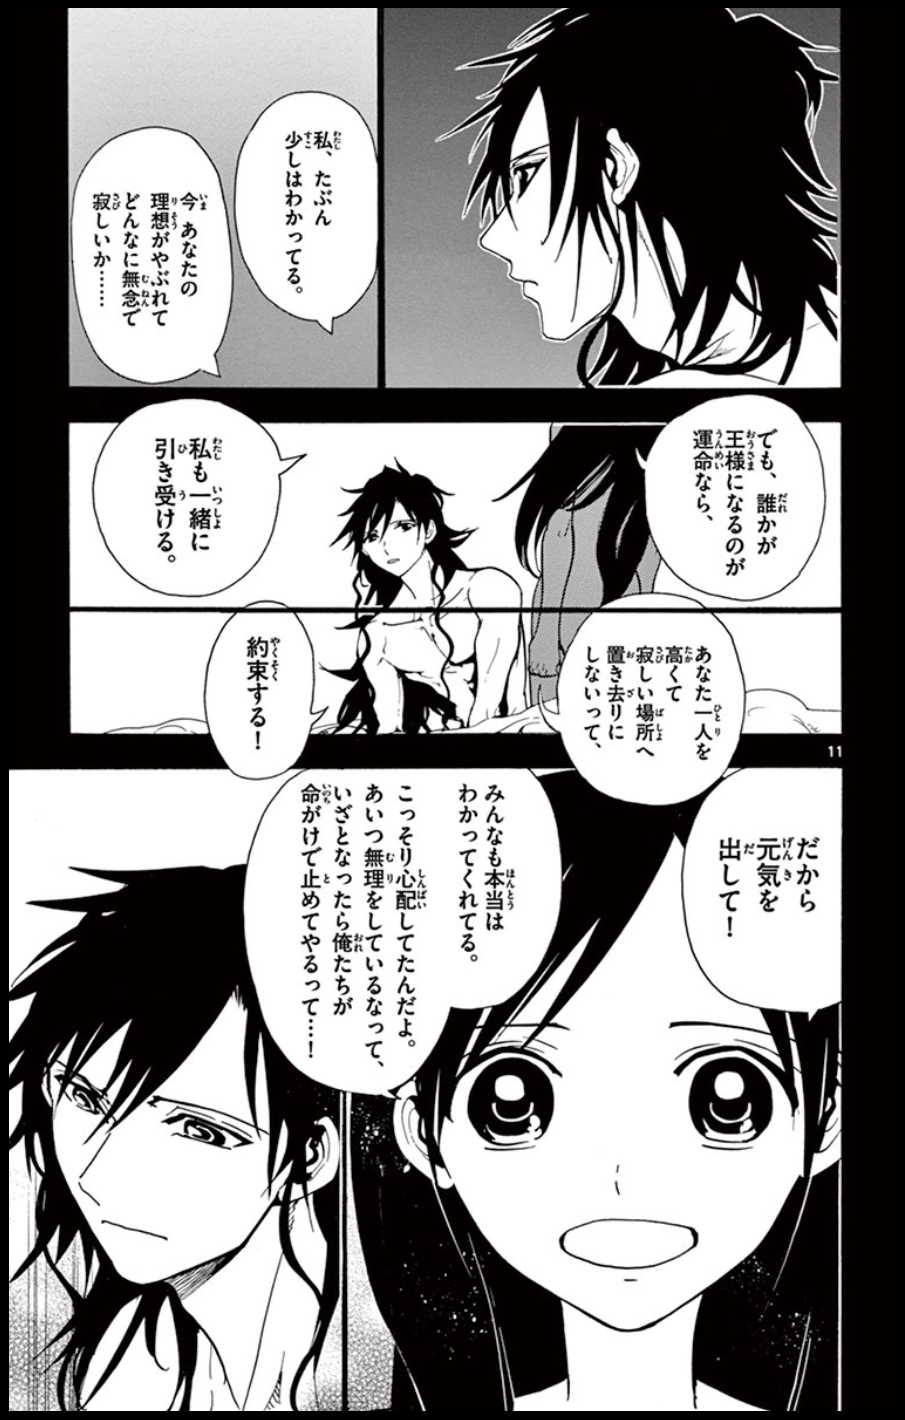 私、たぶん
少しはわかってる。
今 あなたの
理想がやぶれて
どんなに無念で
寂しいか……
でも、誰かが
王様になるのが
運命なら、
私も一緒に
引き受ける。
あなた一人を
高くて
寂しい場所へ
置き去りに
しないって、
約束する！
11
だから
元気を
出して！
みんなも本当は
わかってくれてる。
こっそり心配してたんだよ。
あいつ無理をしているなって、
いざとなったら俺たちが
命がけで止めてやるって…！